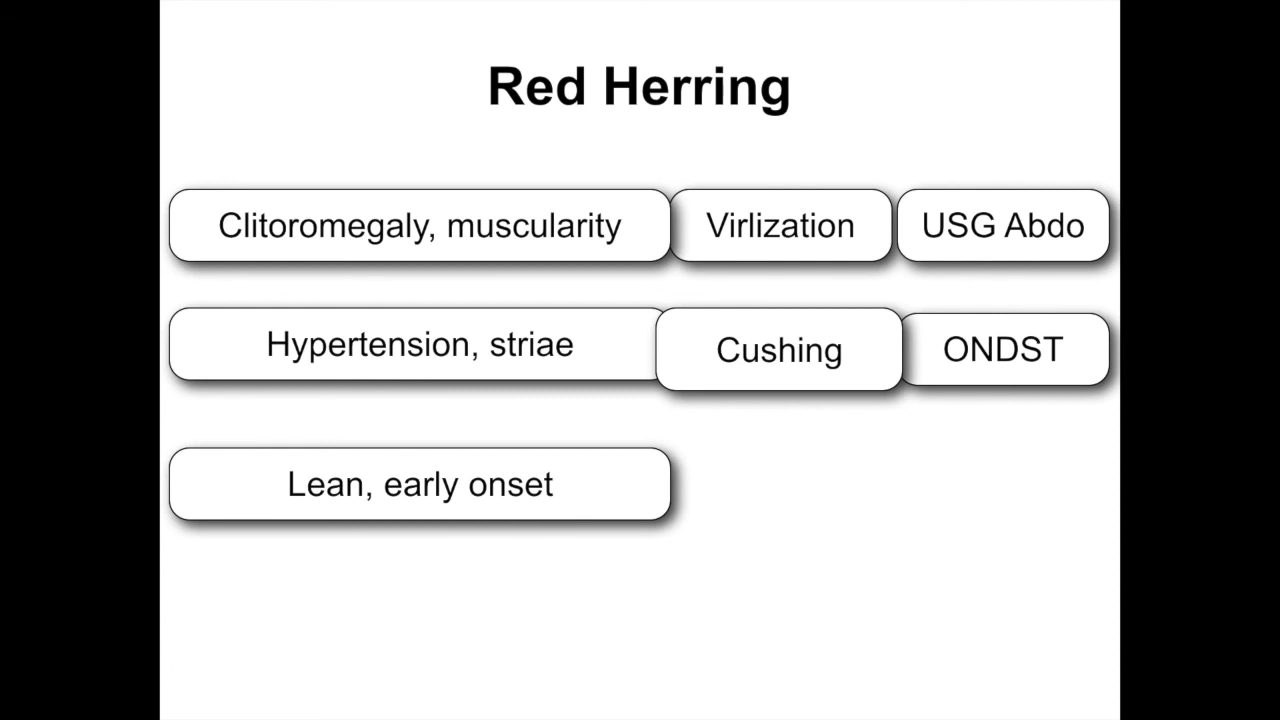 Red Herring
Clitoromegaly, muscularity Virlization USG Abdo
Hypertension, striae Cushing ONDST
Lean, early onset